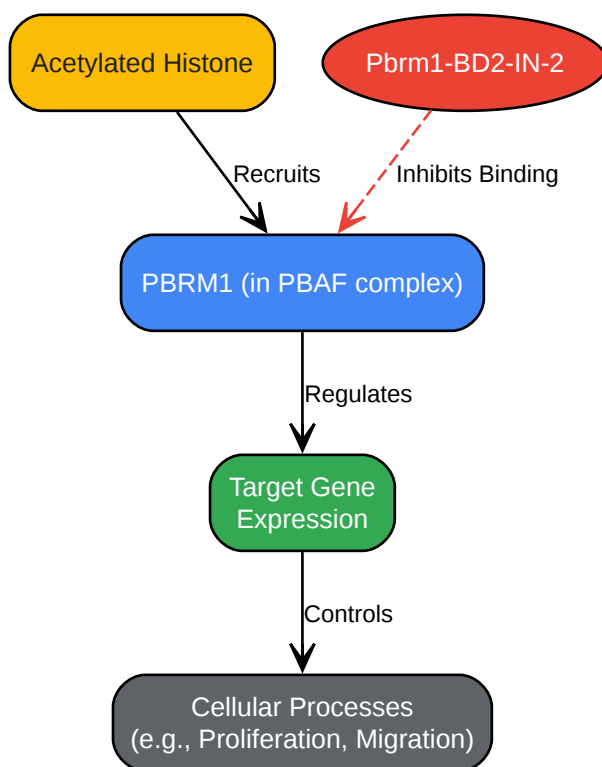 Acetylated Histone
Pbrm1-BD2-IN-2
Recruits
Inhibits Binding
PBRM1 (in PBAF complex)
Regulates
Target Gene
Expression
Controls
Cellular Processes
(e.g., Proliferation, Migration)